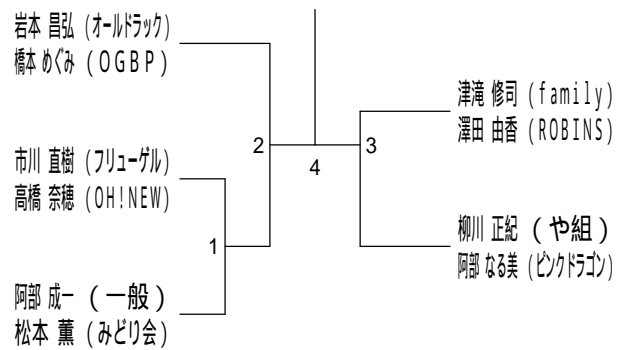 岩本 昌弘 (オールドラック)
橋本 めぐみ (OGBP)
市川 直樹 (フリューゲル)
高橋 奈穂 (OH!NEW)
阿部 成一 (一般)
松本 薫 (みどり会)
1
2
4
3
津滝 修司 (family)
澤田 由香 (ROBINS)
柳川 正紀 (や組)
阿部 なる美 (ピンクドラゴン)